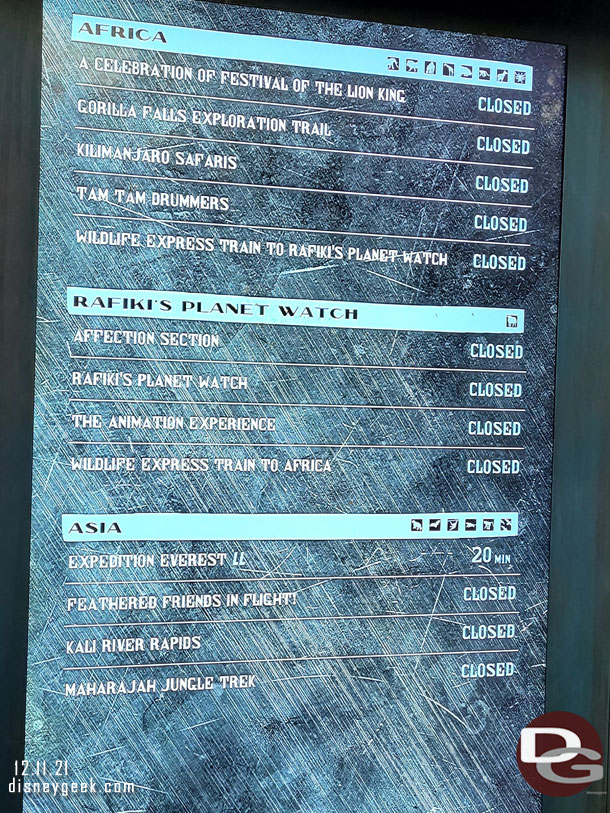 AFRICA
A CELEBRATION OF FESTIVAL OF THE LION KING CLOSED
GORILLA FALLS EXPLORATION TRAIL CLOSED
KILIMANJARO SAFARIS CLOSED
TAM TAM DRUMMERS CLOSED
WILDLIFE EXPRESS TRAIN TO RAFIKI'S PLANET WATCH CLOSED
RAFIKI'S PLANET WATCH
AFFECTION SECTION CLOSED
RAFIKI'S PLANET WATCH CLOSED
THE ANIMATION EXPERIENCE CLOSED
WILDLIFE EXPRESS TRAIN TO AFRICA CLOSED
ASIA
EXPEDITION EVEREST LL --- 20 MIN
FEATHERED FRIENDS IN FLIGHT! CLOSED
KALI RIVER RAPIDS CLOSED
MAHARAJAH JUNGLE TREK CLOSED
12.11.21
disneygeek.com
DG
disneygeek